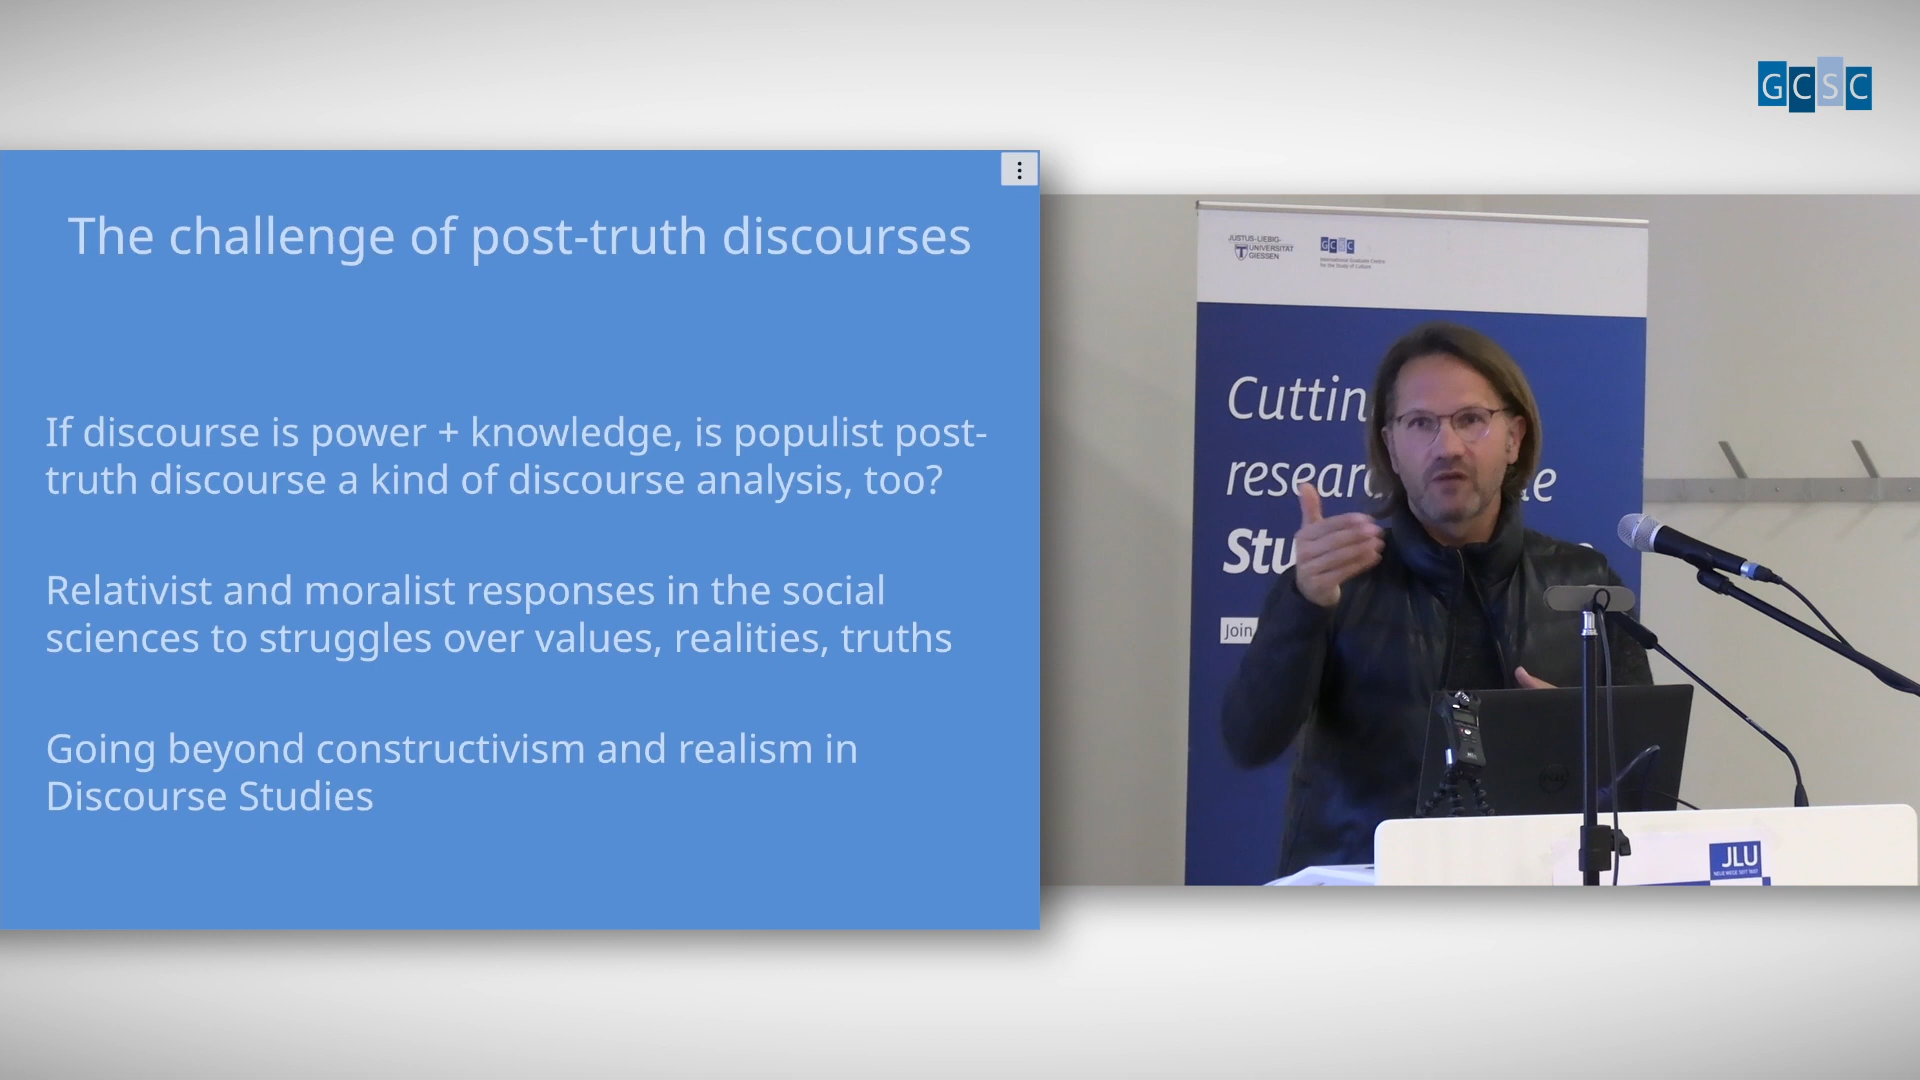 GCSC
The challenge of post-truth discourses
If discourse is power + knowledge, is populist post-
truth discourse a kind of discourse analysis, too?
Relativist and moralist responses in the social
sciences to struggles over values, realities, truths
Going beyond constructivism and realism in
Discourse Studies
JUSTUS-LIEBIG-
UNIVERSITÄT
GIESSEN
GCSC
International Graduate Centre
for the Study of Culture
Join
JLU